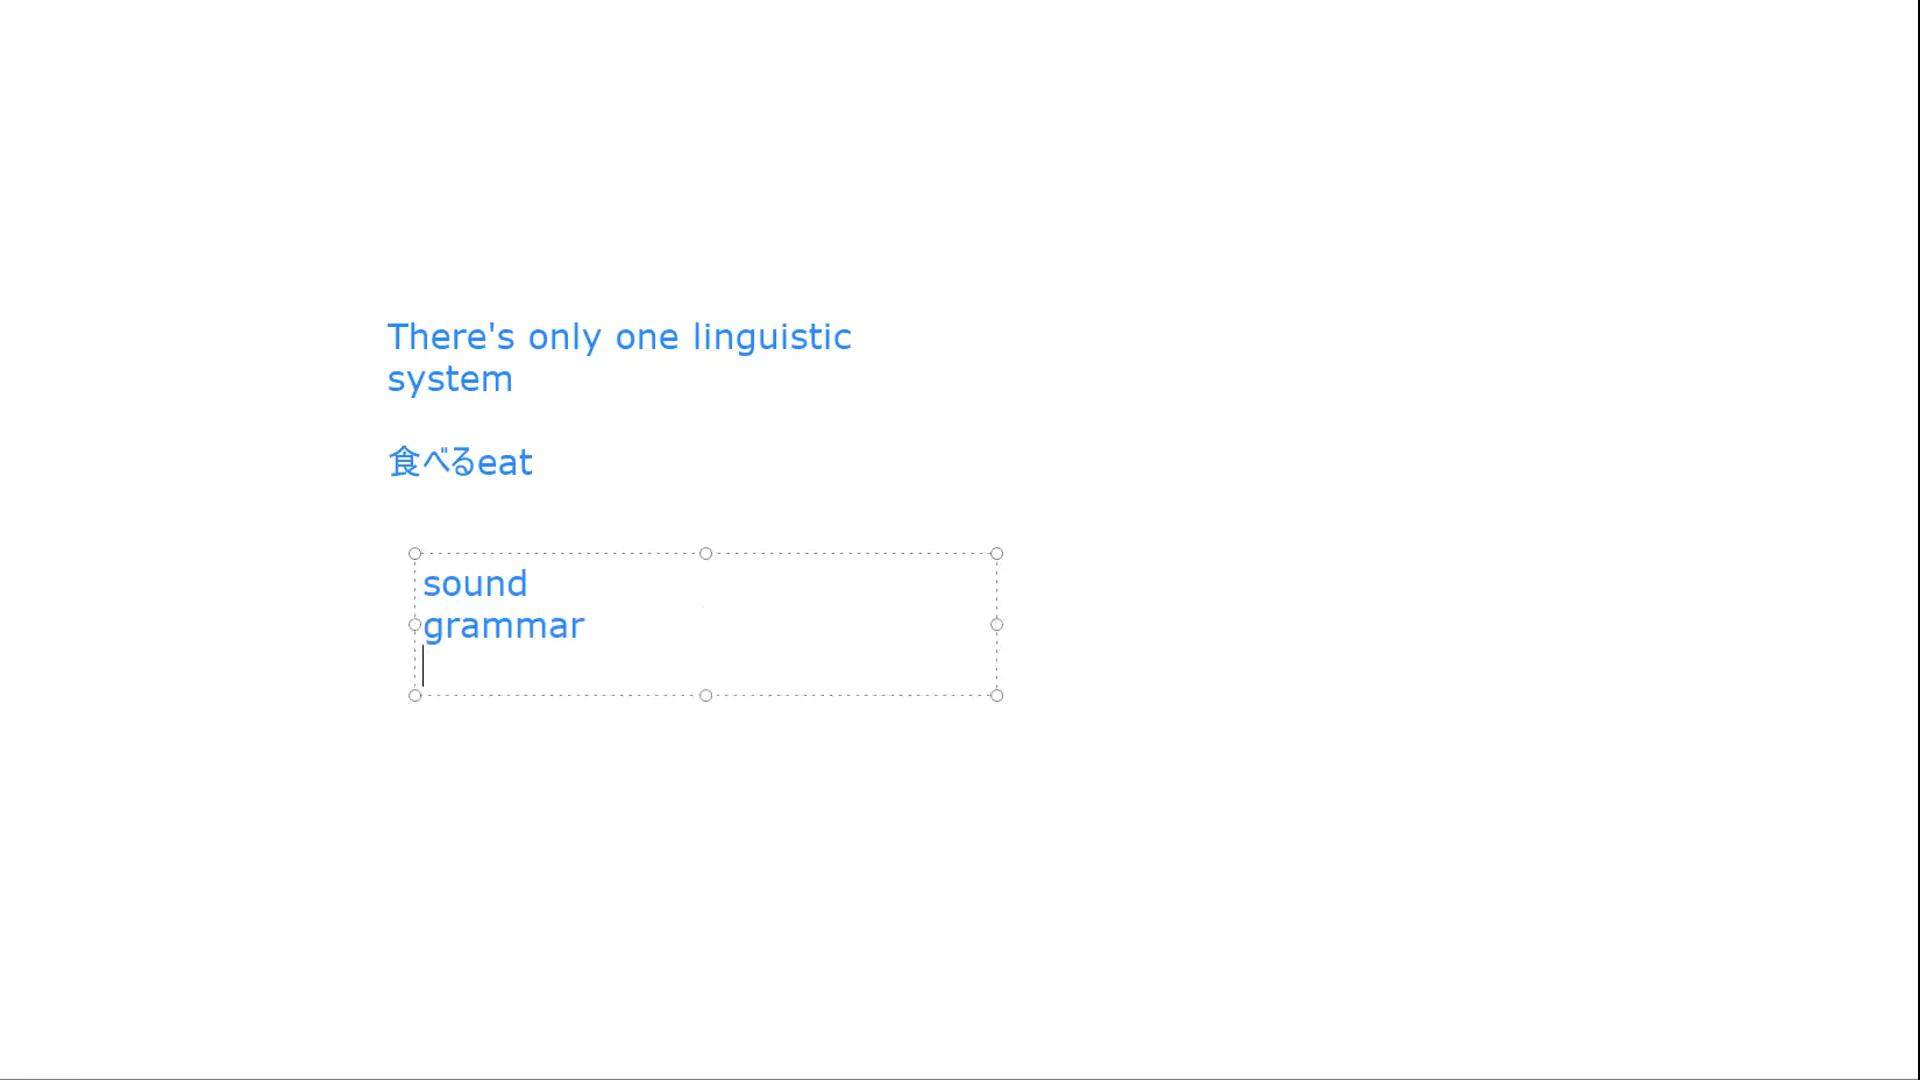 There's only one linguistic
system
食べるeat
sound
grammar